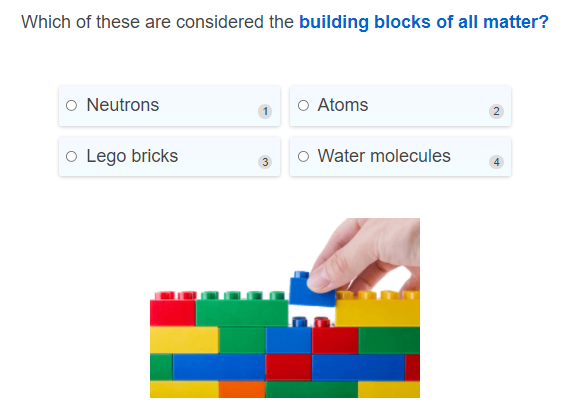 Which of these are considered the building blocks of all matter?
Neutrons 1
Atoms 2
Lego bricks 3
Water molecules 4